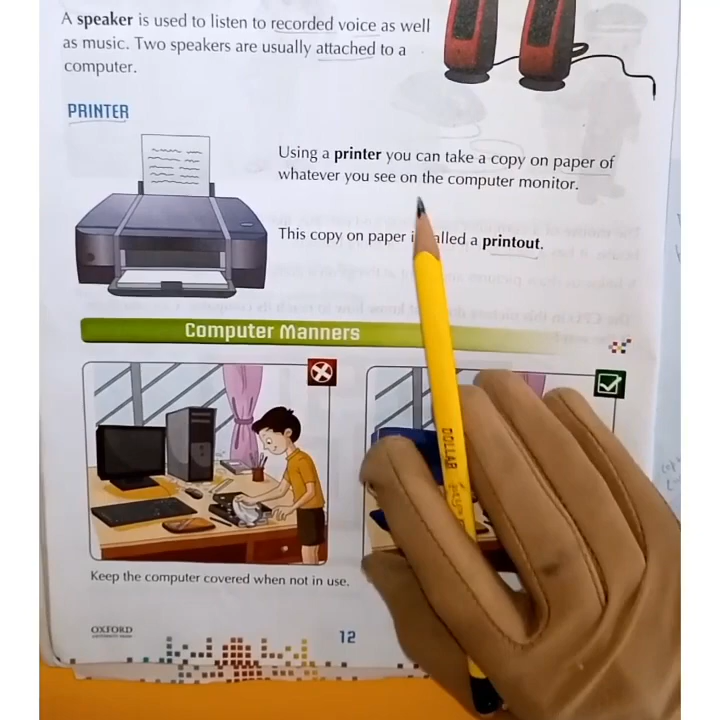 A speaker is used to listen to recorded voice as well
as music. Two speakers are usually attached to a
computer.
PRINTER
Using a printer you can take a copy on paper of
whatever you see on the computer monitor.
This copy on paper called a printout.
Computer Manners
Keep the computer covered when not in use.
OXFORD
12
DOLLAR